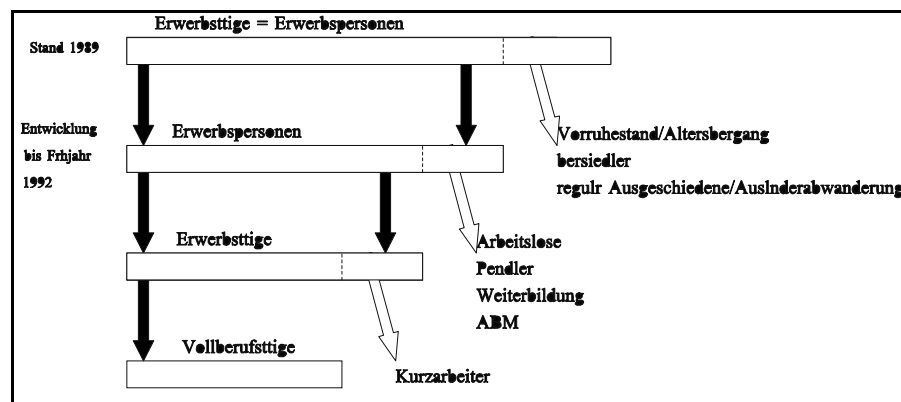 Erwerbsttige = Erwerbspersonen
Stand 1989
Entwicklung
bis Frhjahr
1992
Erwerbspersonen
Vorruhestand/Altersbergang
bersiedler
regulr Ausgeschiedene/Auslnderabwanderung
Erwerbsttige
Arbeitslose
Pendler
Weiterbildung
ABM
Vollberufsttige
Kurzarbeiter